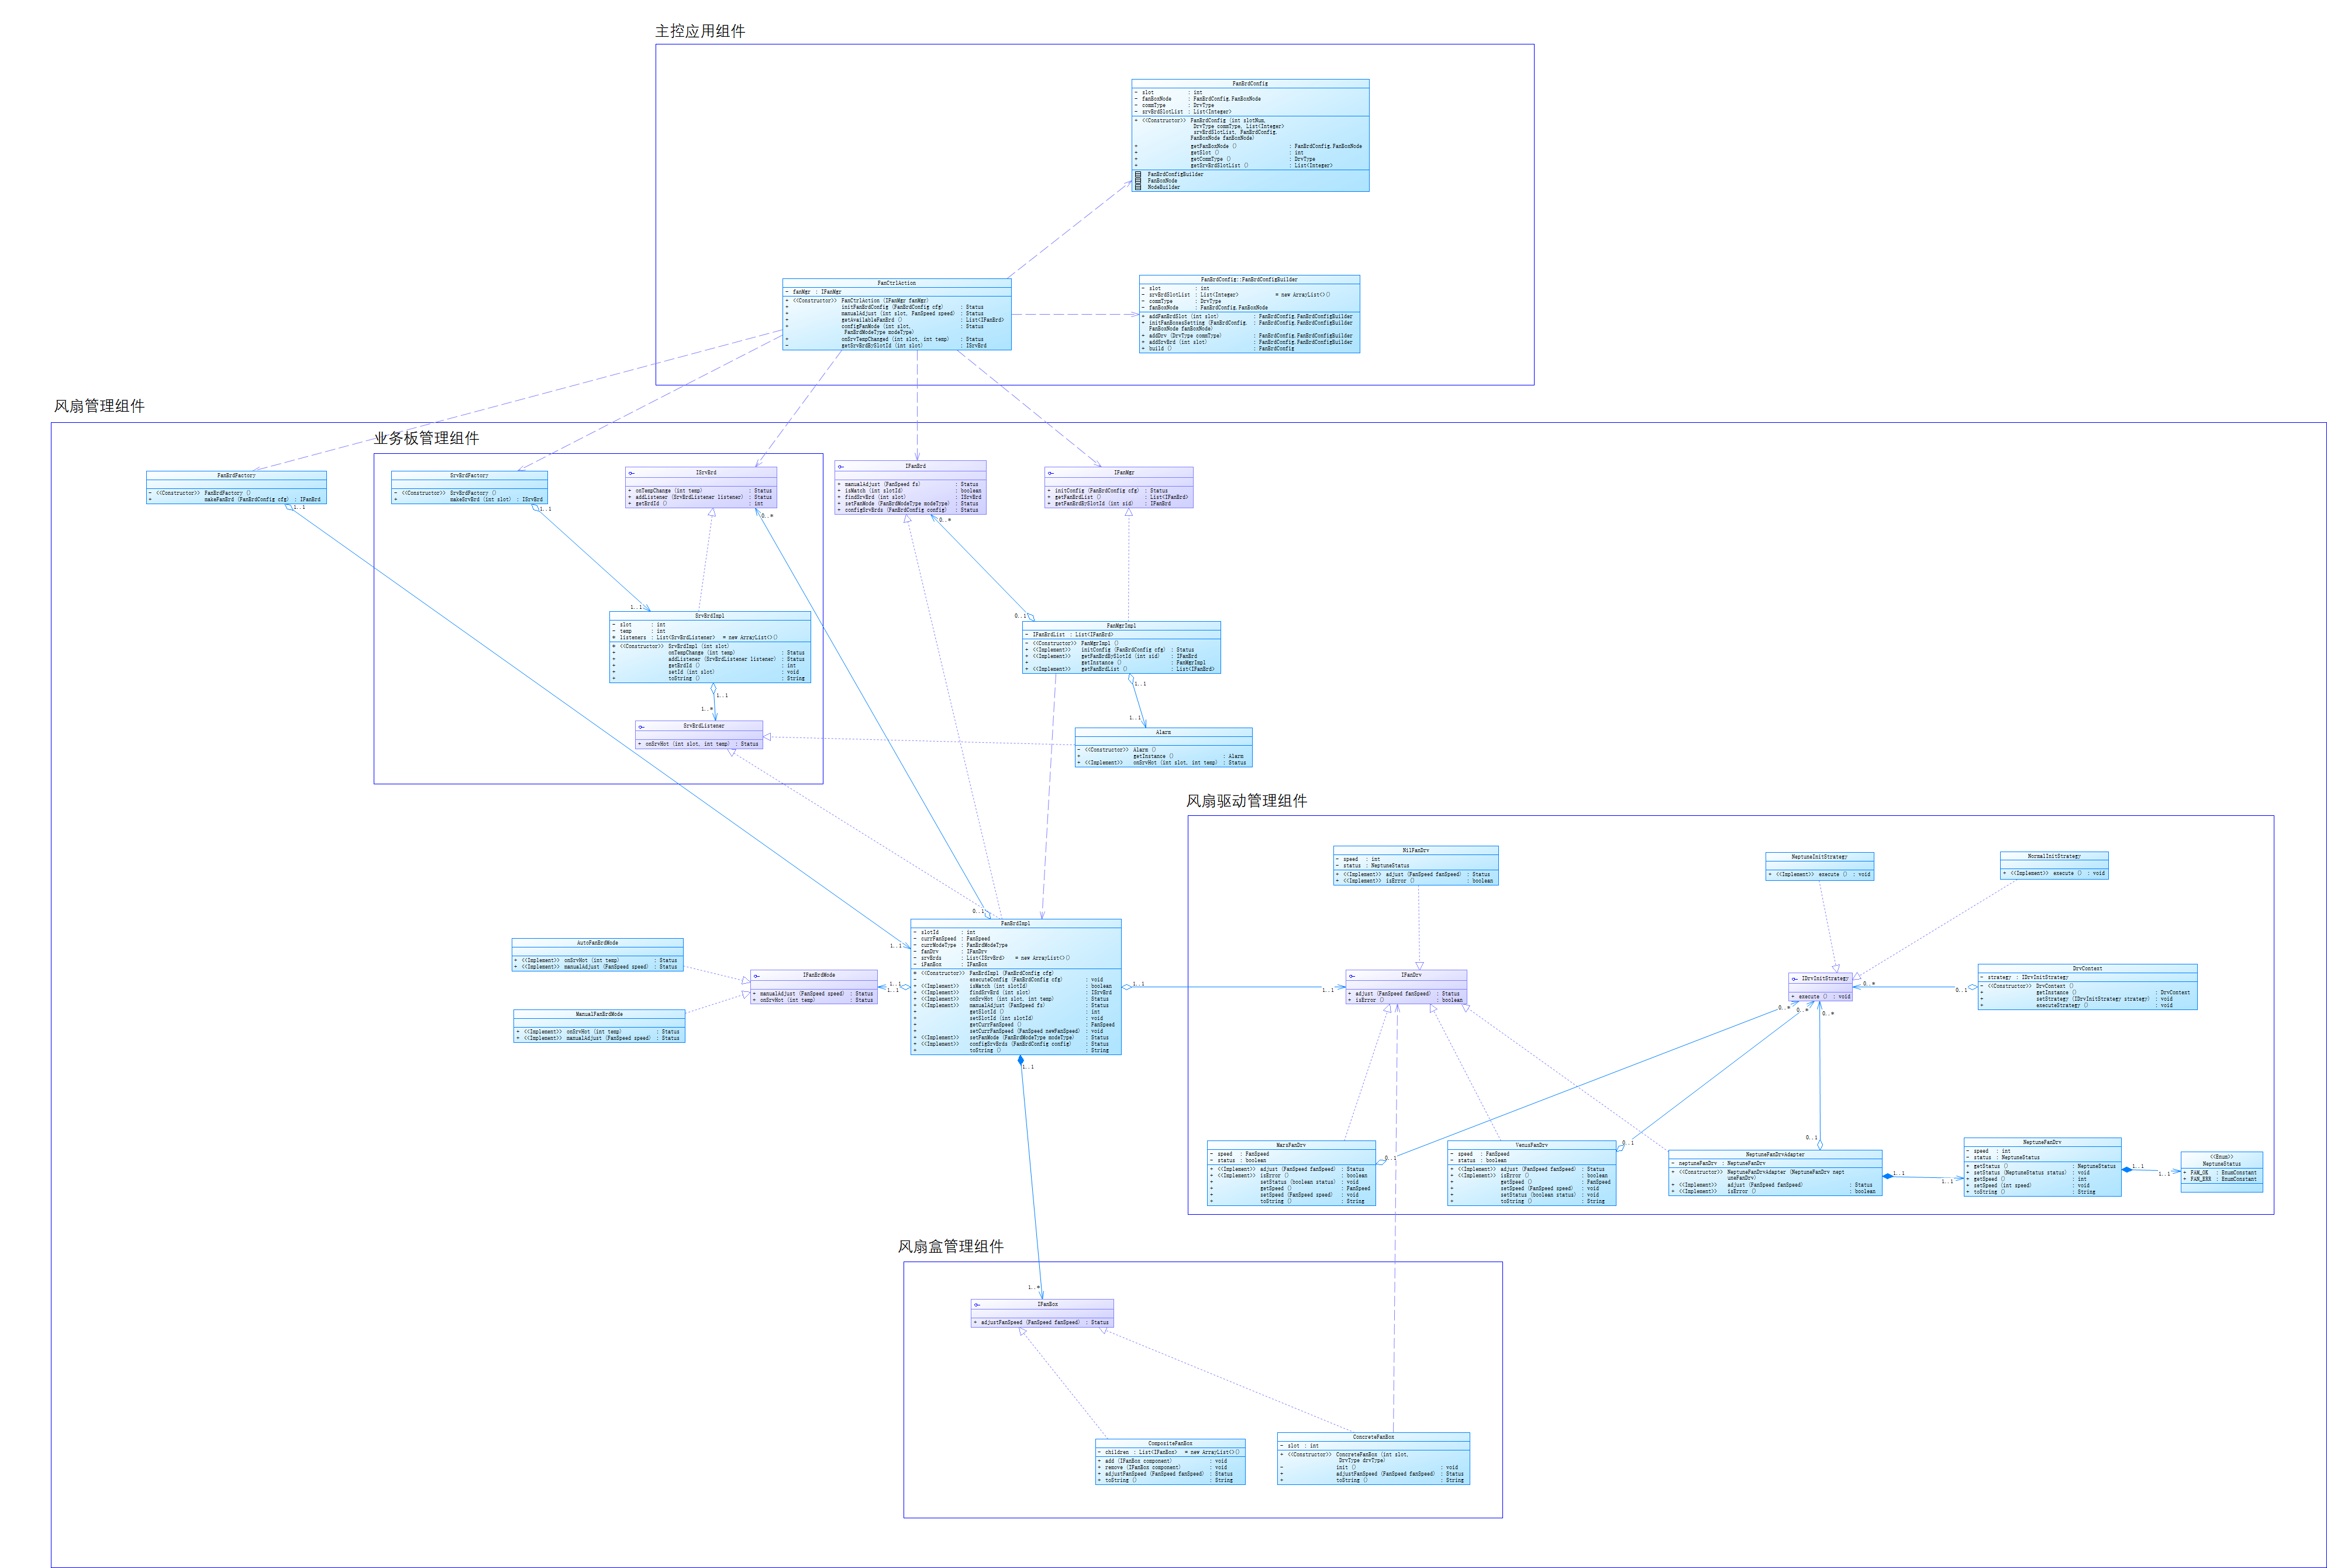 主控应用组件
FanBrdConfig
- slot : int
- fanBoxNode : FanBrdConfig.FanBoxNode
- commType : DrvType
- srvBrdSlotList : List<Integer>
+ <<Constructor>> FanBrdConfig (int slotNum,
DrvType commType, List<Integer>
srvBrdSlotList, FanBrdConfig.
FanBoxNode fanBoxNode)
+ getFanBoxNode () : FanBrdConfig.FanBoxNode
+ getSlot () : int
+ getCommType () : DrvType
+ getSrvBrdSlotList () : List<Integer>
FanBrdConfigBuilder
FanBoxNode
NodeBuilder
FanCtrlAction
- fanMgr : IFanMgr
+ <<Constructor>> FanCtrlAction (IFanMgr fanMgr)
+ initFanBrdConfig (FanBrdConfig cfg) : Status
+ manualAdjust (int slot, FanSpeed speed) : Status
+ getAvailableFanBrd () : List<IFanBrd>
+ configFanMode (int slot, : Status
FanBrdModeType modeType)
+ onSrvTempChanged (int slot, int temp) : Status
- getSrvBrdBySlotId (int slot) : ISrvBrd
FanBrdConfig::FanBrdConfigBuilder
- slot : int
- srvBrdSlotList : List<Integer> = new ArrayList<>()
- commType : DrvType
- fanBoxNode : FanBrdConfig.FanBoxNode
+ addFanBrdSlot (int slot) : FanBrdConfig.FanBrdConfigBuilder
+ initFanBoxesSetting (FanBrdConfig. : FanBrdConfig.FanBrdConfigBuilder
FanBoxNode fanBoxNode)
+ addDrv (DrvType commType) : FanBrdConfig.FanBrdConfigBuilder
+ addSrvBrd (int slot) : FanBrdConfig.FanBrdConfigBuilder
+ build () : FanBrdConfig
风扇管理组件
业务板管理组件
FanBrdFactory
- <<Constructor>> FanBrdFactory ()
+ makeFanBrd (FanBrdConfig cfg) : IFanBrd
1..1
SrvBrdFactory
- <<Constructor>> SrvBrdFactory ()
+ makeSrvBrd (int slot) : ISrvBrd
1..1
ISrvBrd
+ onTempChange (int temp) : Status
+ addListener (SrvBrdListener listener) : Status
+ getBrdId () : int
0..*
IFanBrd
+ manualAdjust (FanSpeed fs) : Status
+ isMatch (int slotId) : boolean
+ findSrvBrd (int slot) : ISrvBrd
+ setFanMode (FanBrdModeType modeType) : Status
+ configSrvBrds (FanBrdConfig config) : Status
0..*
IFanMgr
+ initConfig (FanBrdConfig cfg) : Status
+ getFanBrdList () : List<IFanBrd>
+ getFanBrdBySlotId (int sid) : IFanBrd
1..1
SrvBrdImpl
- slot : int
- temp : int
+ listeners : List<SrvBrdListener> = new ArrayList<>()
+ <<Constructor>> SrvBrdImpl (int slot)
+ onTempChange (int temp) : Status
+ addListener (SrvBrdListener listener) : Status
+ getBrdId () : int
+ setId (int slot) : void
+ toString () : String
1..1
1..*
0..1
FanMgrImpl
- IFanBrdList : List<IFanBrd>
- <<Constructor>> FanMgrImpl ()
+ <<Implement>> initConfig (FanBrdConfig cfg) : Status
+ <<Implement>> getFanBrdBySlotId (int sid) : IFanBrd
+ getInstance () : FanMgrImpl
+ <<Implement>> getFanBrdList () : List<IFanBrd>
1..1
1..1
SrvBrdListener
+ onSrvHot (int slot, int temp) : Status
Alarm
- <<Constructor>> Alarm ()
+ getInstance () : Alarm
+ <<Implement>> onSrvHot (int slot, int temp) : Status
风扇驱动管理组件
NilFanDrv
- speed : int
- status : NeptuneStatus
+ <<Implement>> adjust (FanSpeed fanSpeed) : Status
+ <<Implement>> isError () : boolean
NeptuneInitStrategy
+ <<Implement>> execute () : void
NormalInitStrategy
+ <<Implement>> execute () : void
0..1
1..1
FanBrdImpl
- slotId : int
- currFanSpeed : FanSpeed
- currModeType : FanBrdModeType
- fanDrv : IFanDrv
- srvBrds : List<ISrvBrd> = new ArrayList<>()
- iFanBox : IFanBox
+ <<Constructor>> FanBrdImpl (FanBrdConfig cfg)
- executeConfig (FanBrdConfig cfg) : void
+ <<Implement>> isMatch (int slotId) : boolean
+ <<Implement>> findSrvBrd (int slot) : ISrvBrd
+ <<Implement>> onSrvHot (int slot, int temp) : Status
+ <<Implement>> manualAdjust (FanSpeed fs) : Status
+ getSlotId () : int
+ setSlotId (int slotId) : void
+ getCurrFanSpeed () : FanSpeed
+ setCurrFanSpeed (FanSpeed newFanSpeed) : void
+ <<Implement>> setFanMode (FanBrdModeType modeType) : Status
+ <<Implement>> configSrvBrds (FanBrdConfig config) : Status
+ toString () : String
1..1
1..1
1..1
1..1
1..1
AutoFanBrdMode
+ <<Implement>> onSrvHot (int temp) : Status
+ <<Implement>> manualAdjust (FanSpeed speed) : Status
IFanBrdMode
+ manualAdjust (FanSpeed speed) : Status
+ onSrvHot (int temp) : Status
ManualFanBrdMode
+ <<Implement>> onSrvHot (int temp) : Status
+ <<Implement>> manualAdjust (FanSpeed speed) : Status
IFanDrv
+ adjust (FanSpeed fanSpeed) : Status
+ isError () : boolean
IDrvInitStrategy
+ execute () : void
0..*
0..*
0..*
0..*
0..1
DrvContext
- strategy : IDrvInitStrategy
- <<Constructor>> DrvContext ()
+ getInstance () : DrvContext
+ setStrategy (IDrvInitStrategy strategy) : void
+ executeStrategy () : void
MarsFanDrv
- speed : FanSpeed
- status : boolean
+ <<Implement>> adjust (FanSpeed fanSpeed) : Status
+ <<Implement>> isError () : boolean
+ setStatus (boolean status) : void
+ getSpeed () : FanSpeed
+ setSpeed (FanSpeed speed) : void
+ toString () : String
0..1
VenusFanDrv
- speed : FanSpeed
- status : boolean
+ <<Implement>> adjust (FanSpeed fanSpeed) : Status
+ <<Implement>> isError () : boolean
+ getSpeed () : FanSpeed
+ setSpeed (FanSpeed speed) : void
+ setStatus (boolean status) : void
+ toString () : String
0..1
0..1
NeptuneFanDrvAdapter
- neptuneFanDrv : NeptuneFanDrv
+ <<Constructor>> NeptuneFanDrvAdapter (NeptuneFanDrv nept
uneFanDrv)
+ <<Implement>> adjust (FanSpeed fanSpeed) : Status
+ <<Implement>> isError () : boolean
1..1
1..1
NeptuneFanDrv
- speed : int
- status : NeptuneStatus
+ getStatus () : NeptuneStatus
+ setStatus (NeptuneStatus status) : void
+ getSpeed () : int
+ setSpeed (int speed) : void
+ toString () : String
1..1
1..1
<<Enum>>
NeptuneStatus
+ FAN_OK : EnumConstant
+ FAN_ERR : EnumConstant
风扇盒管理组件
1..*
IFanBox
+ adjustFanSpeed (FanSpeed fanSpeed) : Status
CompositeFanBox
- children : List<IFanBox> = new ArrayList<>()
+ add (IFanBox component) : void
+ remove (IFanBox component) : void
+ adjustFanSpeed (FanSpeed fanSpeed) : Status
+ toString () : String
ConcreteFanBox
- slot : int
+ <<Constructor>> ConcreteFanBox (int slot,
DrvType drvType)
- init () : void
+ adjustFanSpeed (FanSpeed fanSpeed) : Status
+ toString () : String